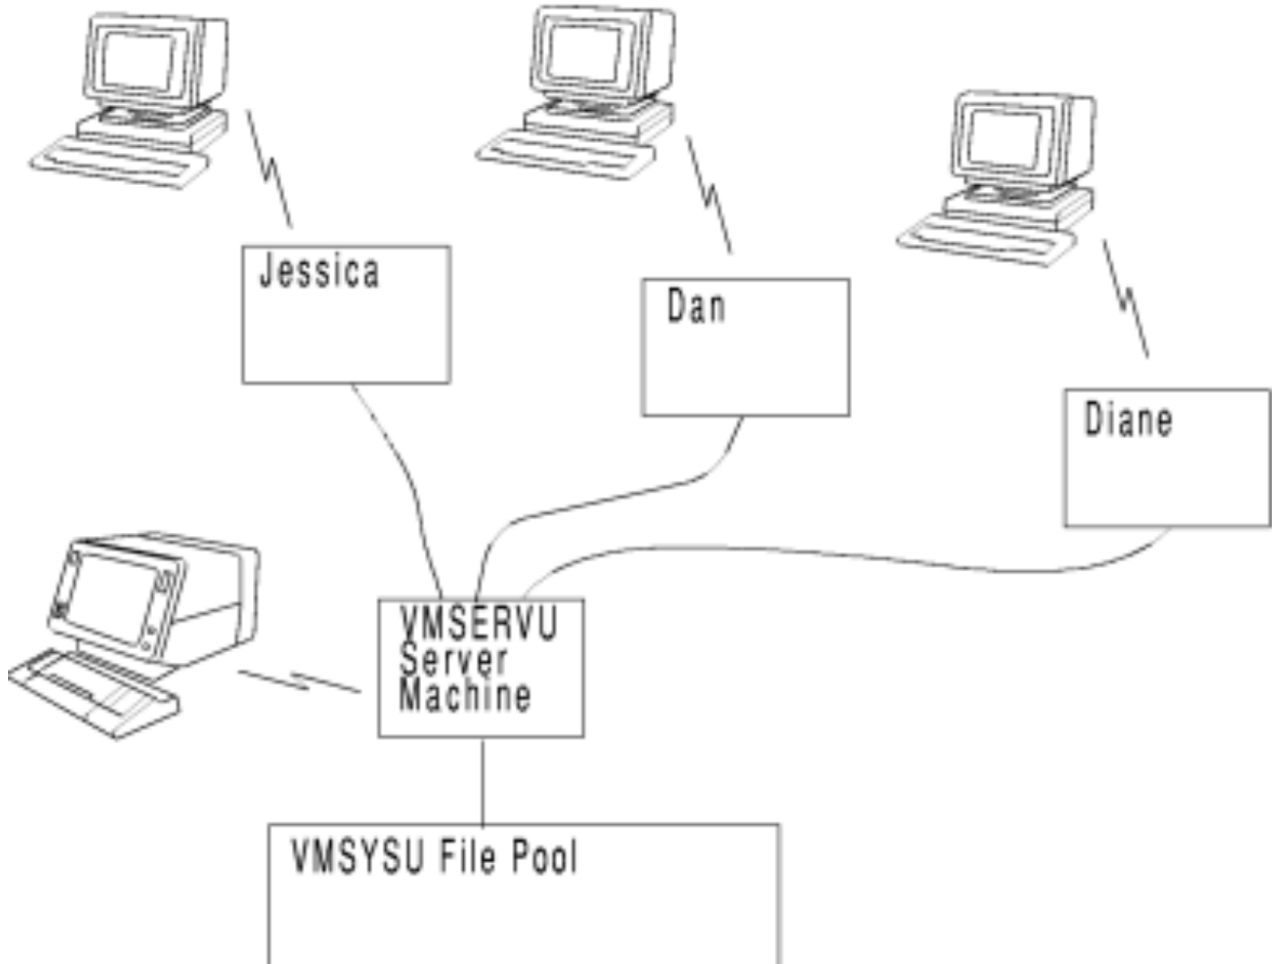 Jessica
Dan
Diane
VMSERVU
Server
Machine
VMSYSU File Pool